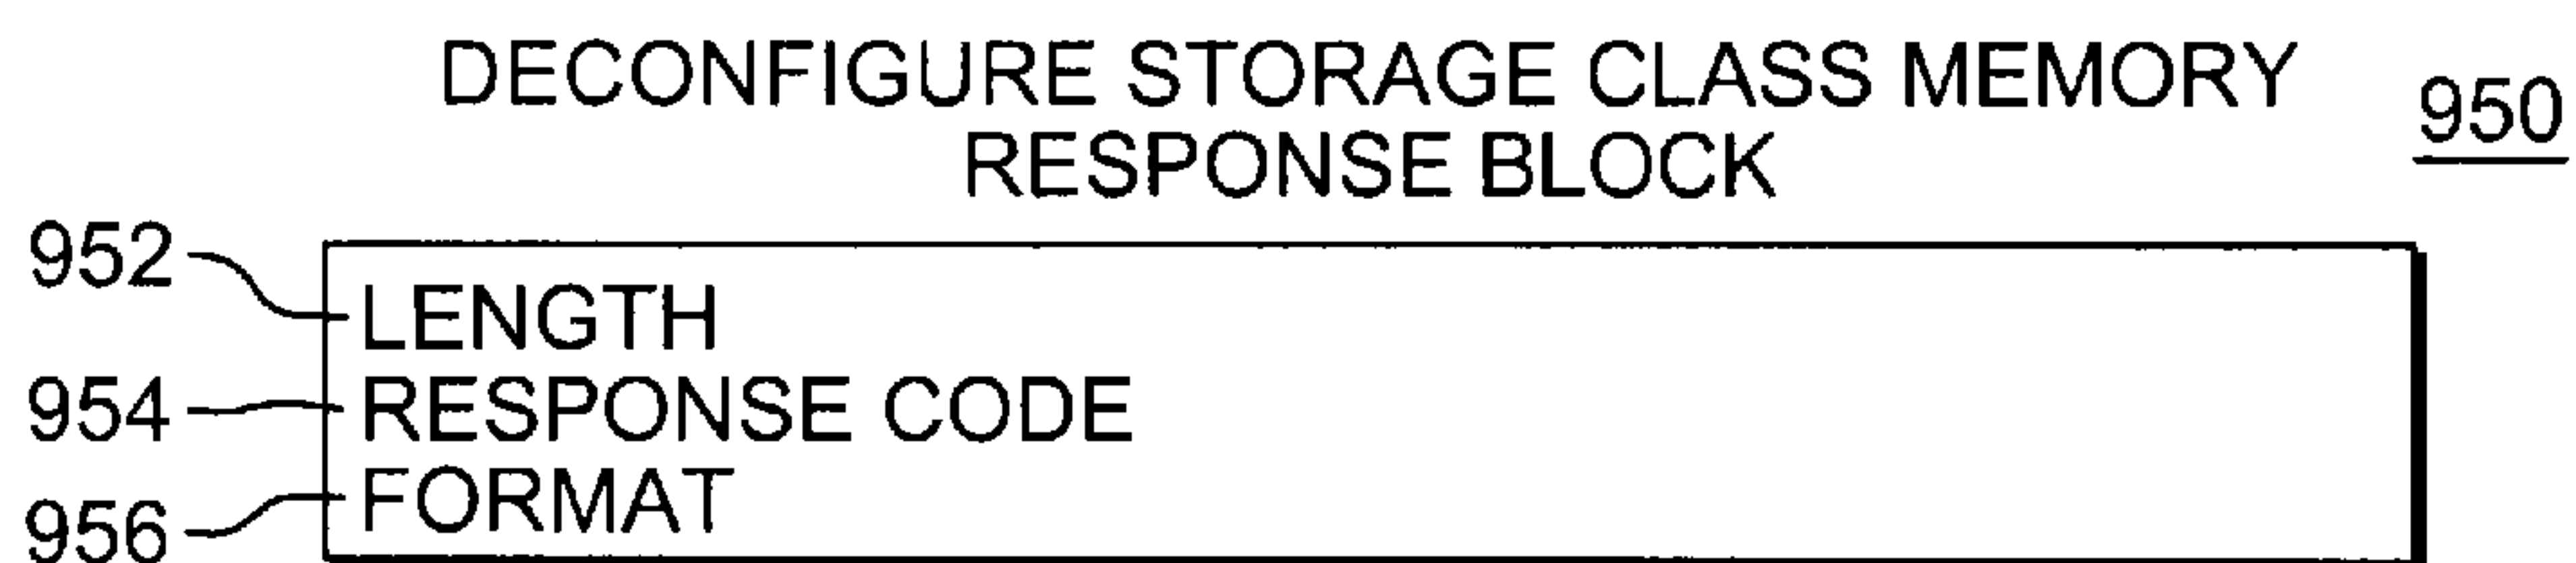 DECONFIGURE STORAGE CLASS MEMORY
RESPONSE BLOCK
950
952
LENGTH
954
RESPONSE CODE
956
FORMAT